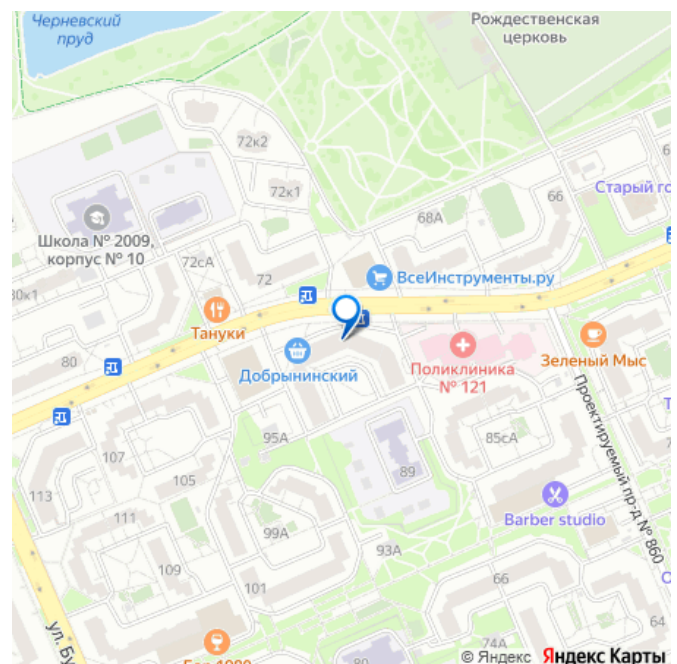 Черневский
пруд
Рождественская
церковь
72к2
72к1
66
Старый го
68А
Школа № 2009,
корпус № 10
72сА
72
ВсеИнструменты.ру
80к1
Тануки
80
Добрынинский
Поликлиника
№ 121
Зеленый Мыс
Проектируемый пр-д № 860
95А
85сА
107
105
89
113
111
99А
Barber studio
93А
109
101
66
64
ул. Бу
Бар 1980
74А
© Яндекс Яндекс Карты